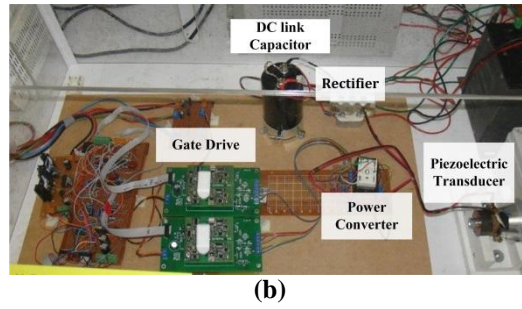 DC link
Capacitor
Rectifier
Gate Drive
Piezoelectric
Transducer
Power
Converter
(b)